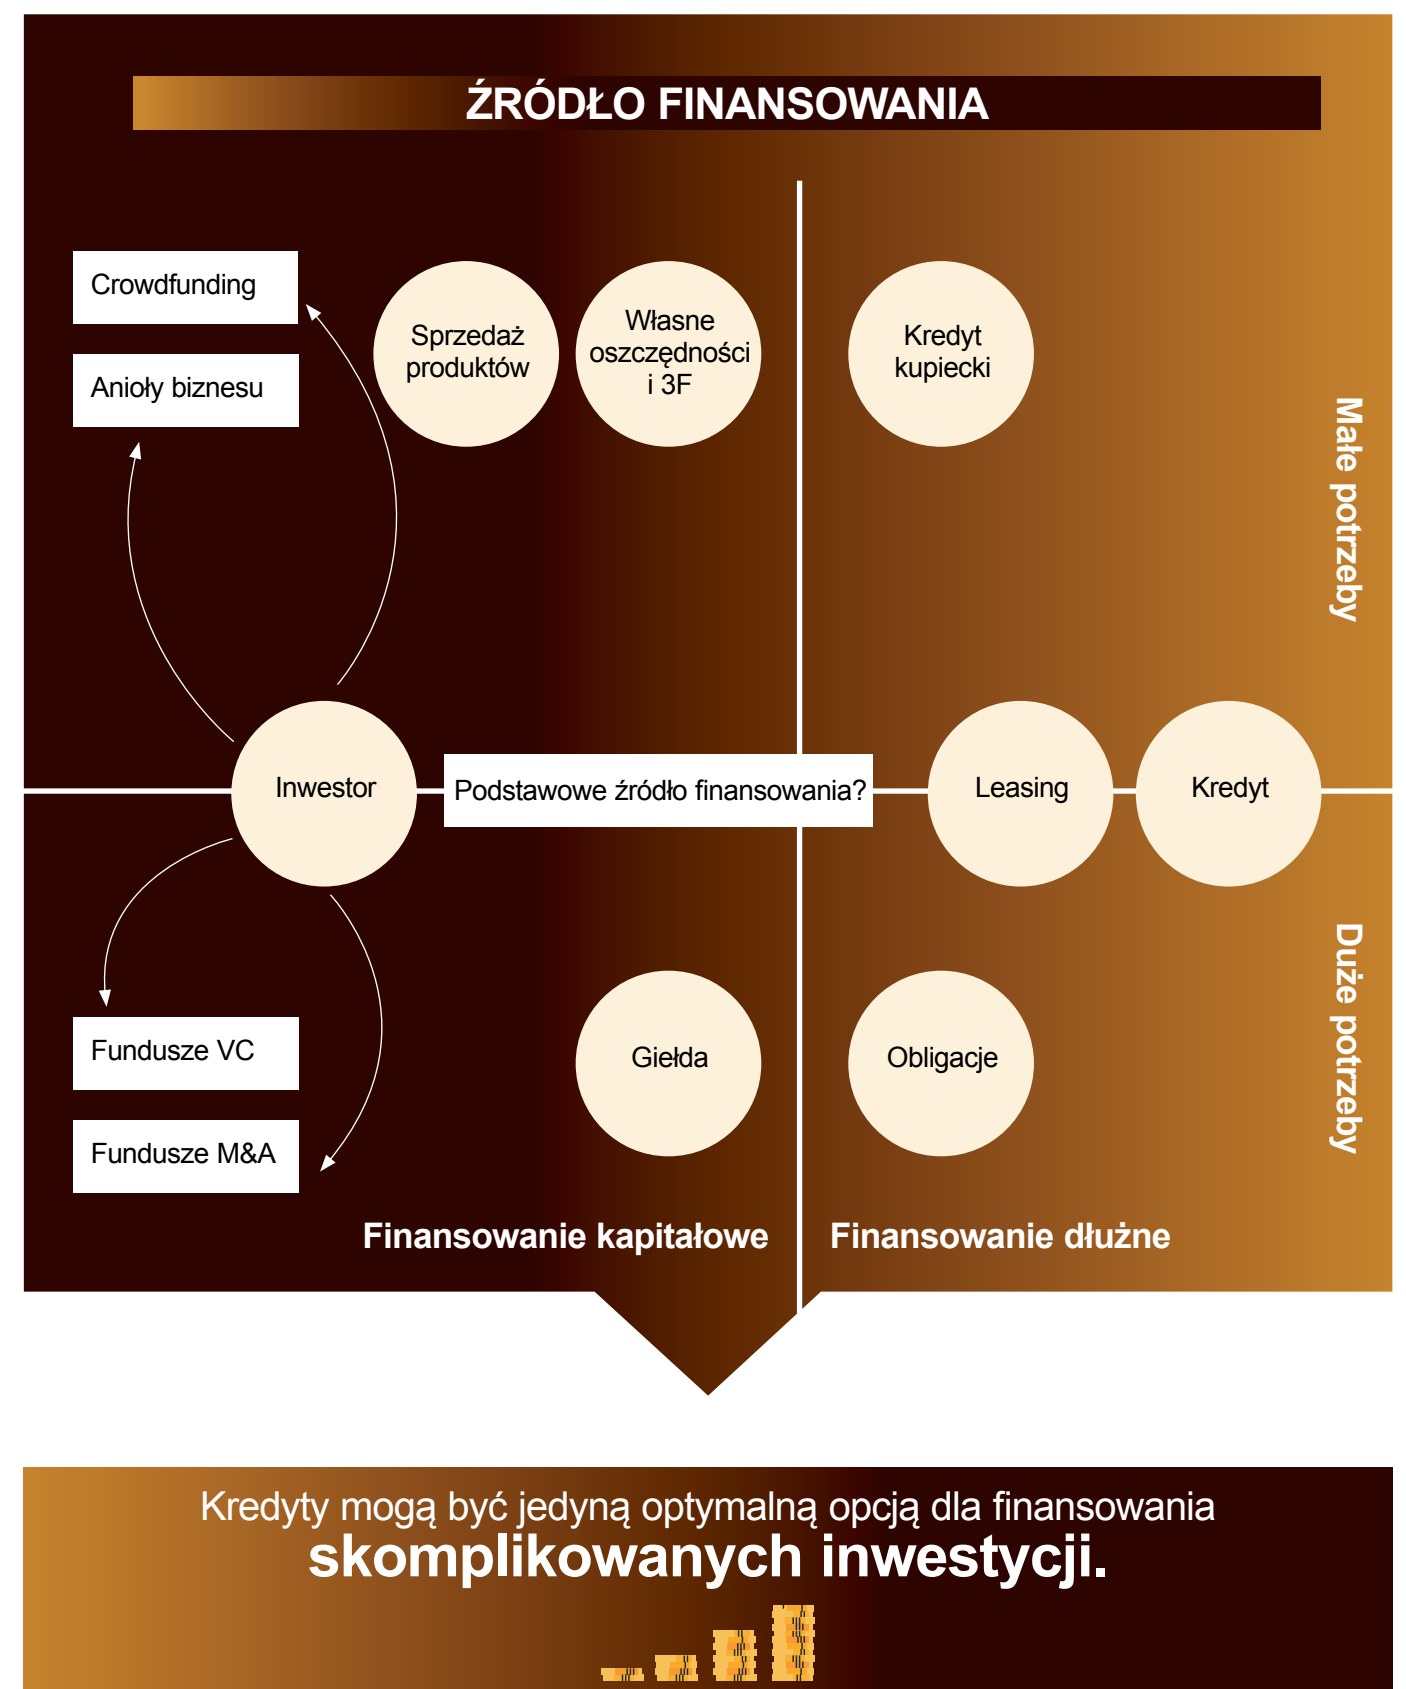 ŹRÓDŁO FINANSOWANIA
Crowdfunding
Anioły biznesu
Sprzedaż
produktów
Własne
oszczędności
i 3F
Kredyt
kupiecki
Małe potrzeby
Inwestor
Podstawowe źródło finansowania?
Leasing
Kredyt
Duże potrzeby
Fundusze VC
Fundusze M&A
Giełda
Obligacje
Finansowanie kapitałowe
Finansowanie dłużne
Kredyty mogą być jedyną optymalną opcją dla finansowania
skomplikowanych inwestycji.